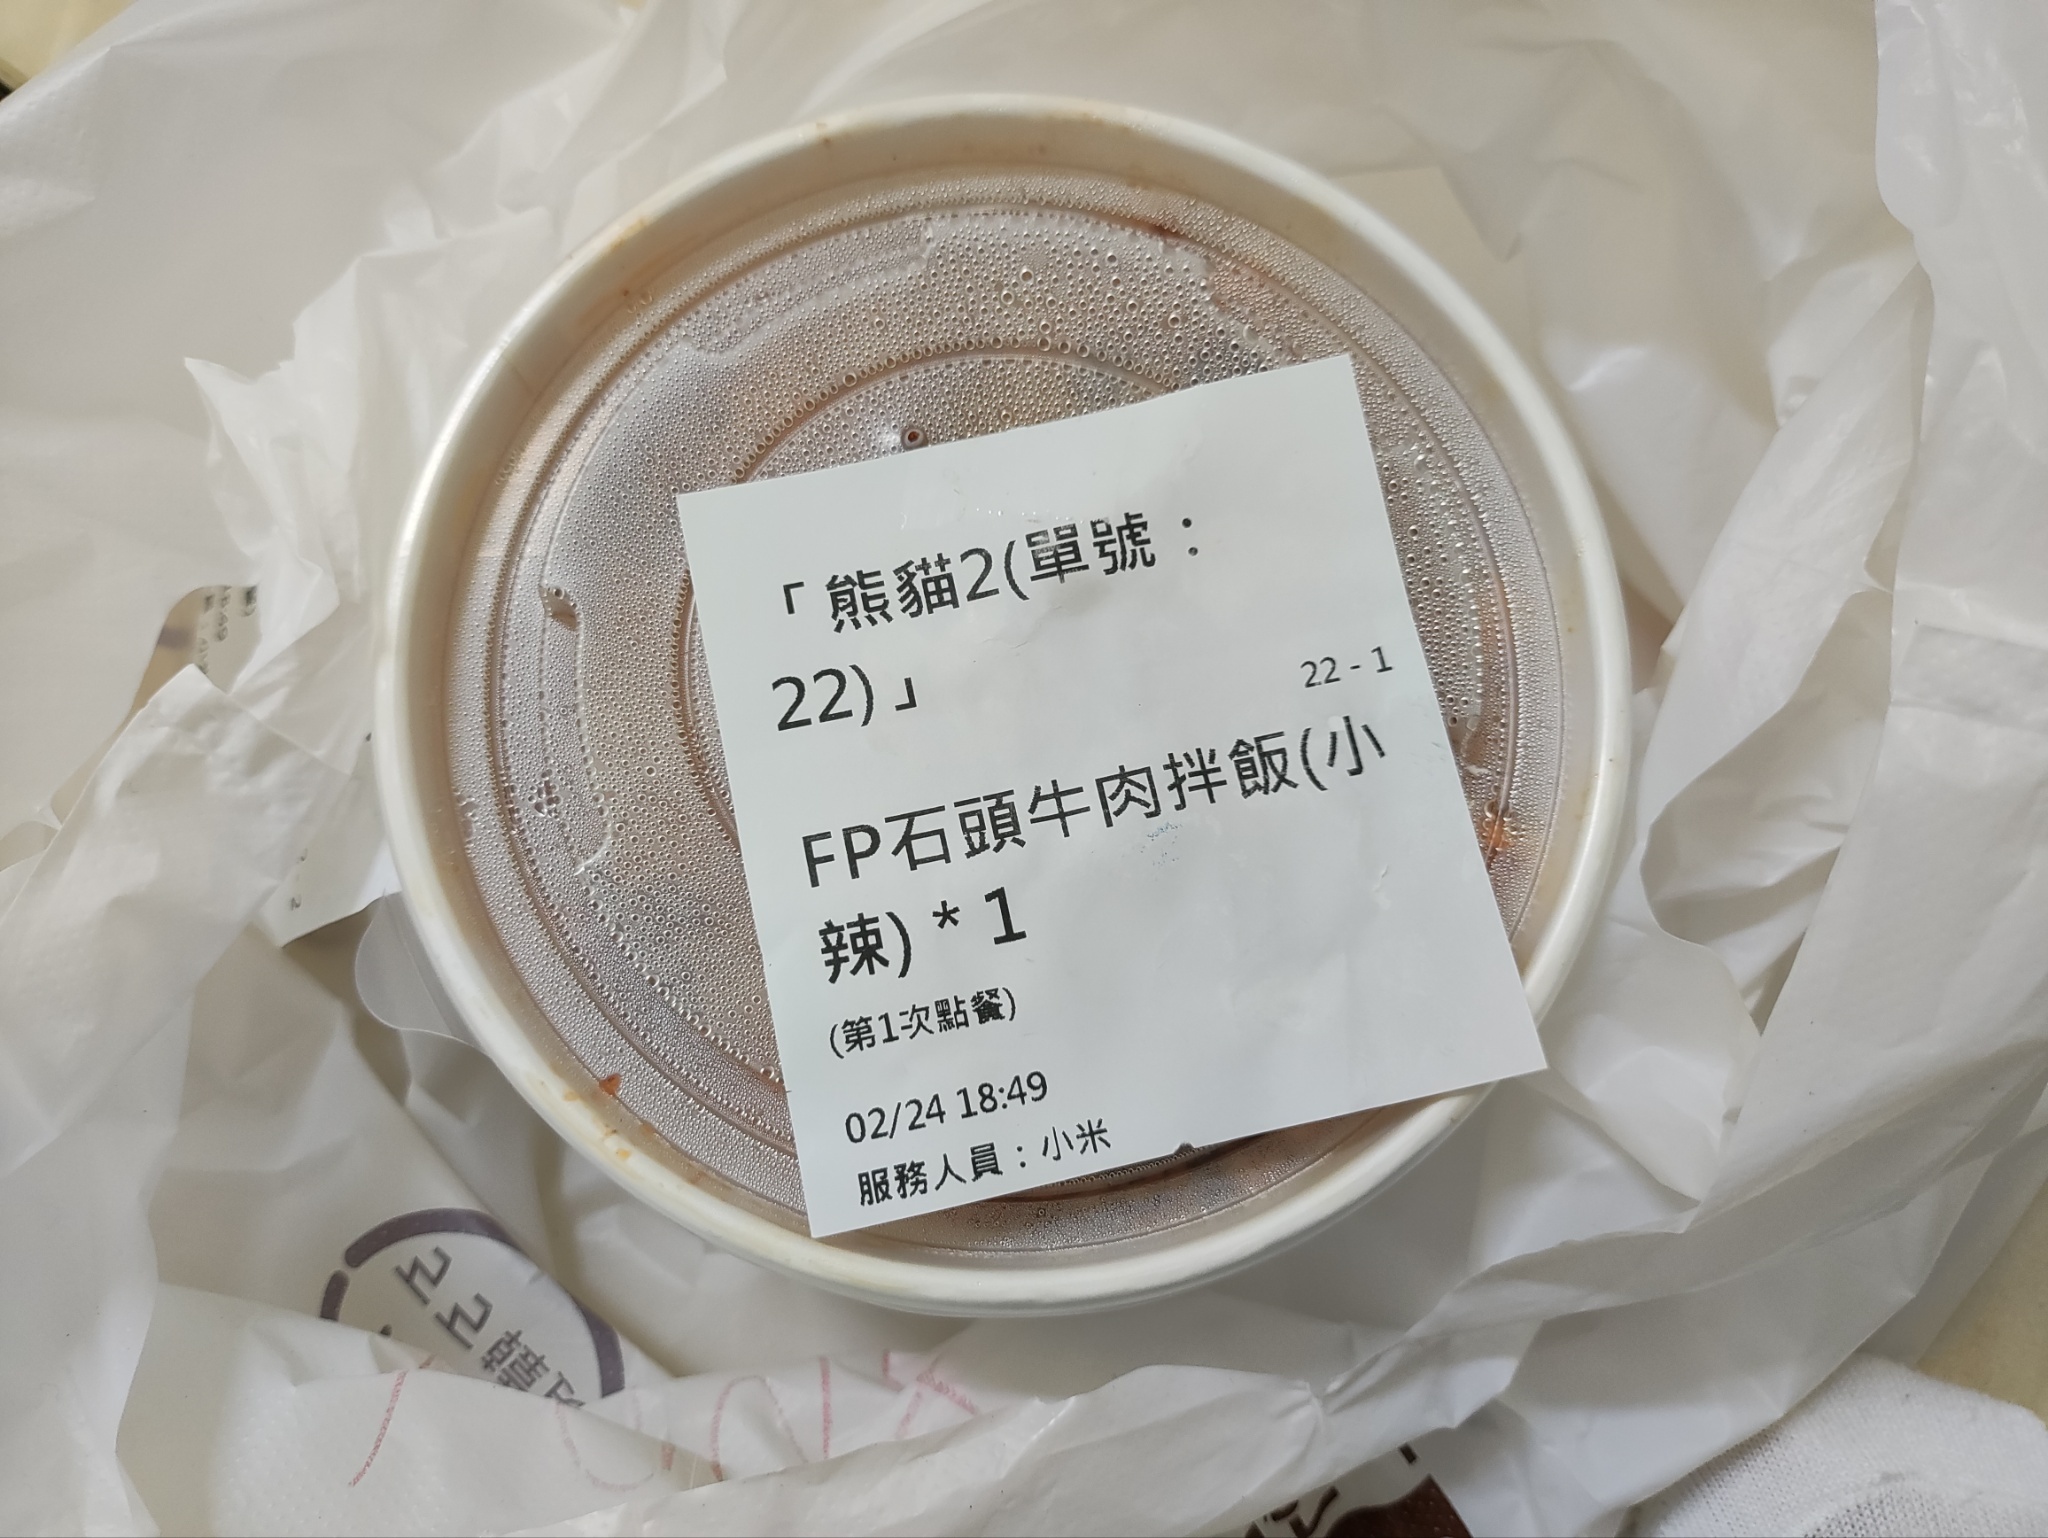 「熊貓2(單號：
22)」
22 - 1
FP石頭牛肉拌飯(小
辣) * 1
(第1次點餐)
02/24 18:49
服務人員：小米